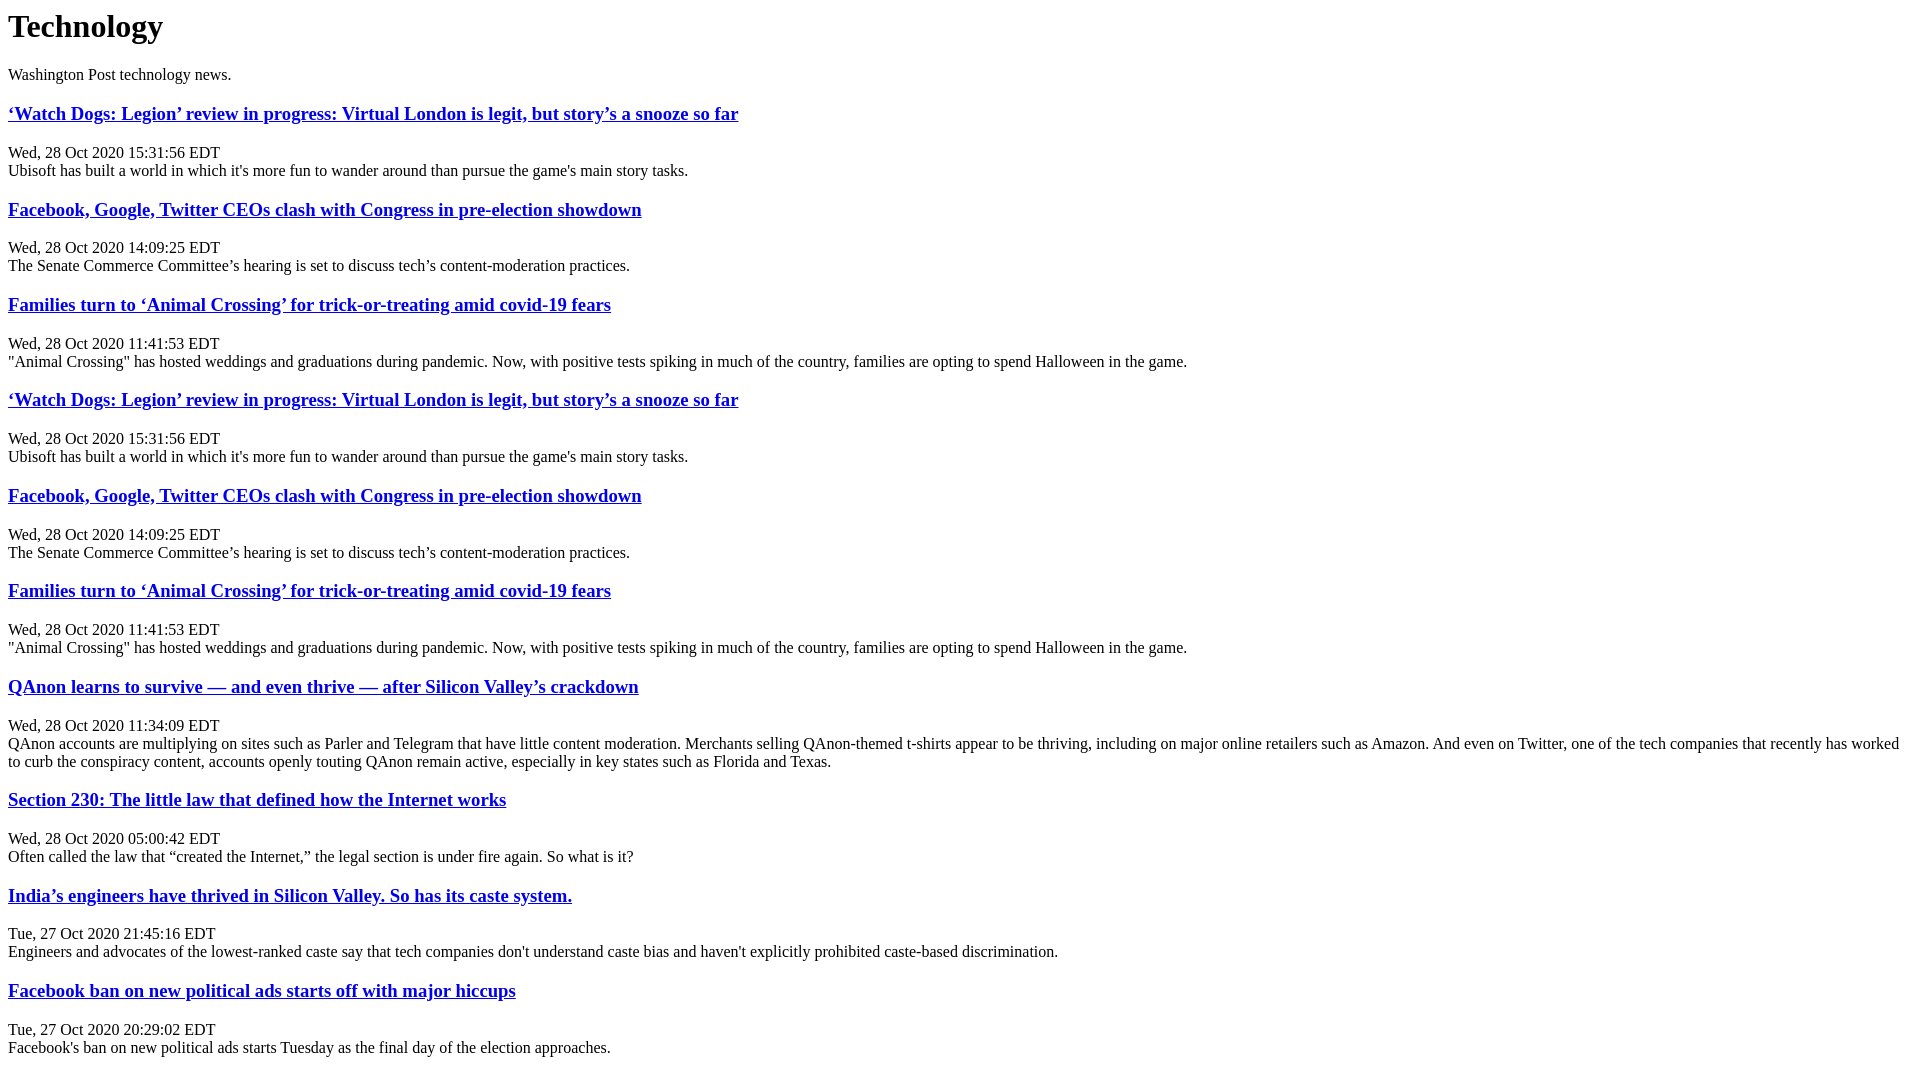 Technology
Washington Post technology news.
‘Watch Dogs: Legion’ review in progress: Virtual London is legit, but story’s a snooze so far
Wed, 28 Oct 2020 15:31:56 EDT
Ubisoft has built a world in which it's more fun to wander around than pursue the game's main story tasks.
Facebook, Google, Twitter CEOs clash with Congress in pre-election showdown
Wed, 28 Oct 2020 14:09:25 EDT
The Senate Commerce Committee’s hearing is set to discuss tech’s content-moderation practices.
Families turn to ‘Animal Crossing’ for trick-or-treating amid covid-19 fears
Wed, 28 Oct 2020 11:41:53 EDT
"Animal Crossing" has hosted weddings and graduations during pandemic. Now, with positive tests spiking in much of the country, families are opting to spend Halloween in the game.
‘Watch Dogs: Legion’ review in progress: Virtual London is legit, but story’s a snooze so far
Wed, 28 Oct 2020 15:31:56 EDT
Ubisoft has built a world in which it's more fun to wander around than pursue the game's main story tasks.
Facebook, Google, Twitter CEOs clash with Congress in pre-election showdown
Wed, 28 Oct 2020 14:09:25 EDT
The Senate Commerce Committee’s hearing is set to discuss tech’s content-moderation practices.
Families turn to ‘Animal Crossing’ for trick-or-treating amid covid-19 fears
Wed, 28 Oct 2020 11:41:53 EDT
"Animal Crossing" has hosted weddings and graduations during pandemic. Now, with positive tests spiking in much of the country, families are opting to spend Halloween in the game.
QAnon learns to survive — and even thrive — after Silicon Valley’s crackdown
Wed, 28 Oct 2020 11:34:09 EDT
QAnon accounts are multiplying on sites such as Parler and Telegram that have little content moderation. Merchants selling QAnon-themed t-shirts appear to be thriving, including on major online retailers such as Amazon. And even on Twitter, one of the tech companies that recently has worked
to curb the conspiracy content, accounts openly touting QAnon remain active, especially in key states such as Florida and Texas.
Section 230: The little law that defined how the Internet works
Wed, 28 Oct 2020 05:00:42 EDT
Often called the law that “created the Internet,” the legal section is under fire again. So what is it?
India’s engineers have thrived in Silicon Valley. So has its caste system.
Tue, 27 Oct 2020 21:45:16 EDT
Engineers and advocates of the lowest-ranked caste say that tech companies don't understand caste bias and haven't explicitly prohibited caste-based discrimination.
Facebook ban on new political ads starts off with major hiccups
Tue, 27 Oct 2020 20:29:02 EDT
Facebook's ban on new political ads starts Tuesday as the final day of the election approaches.